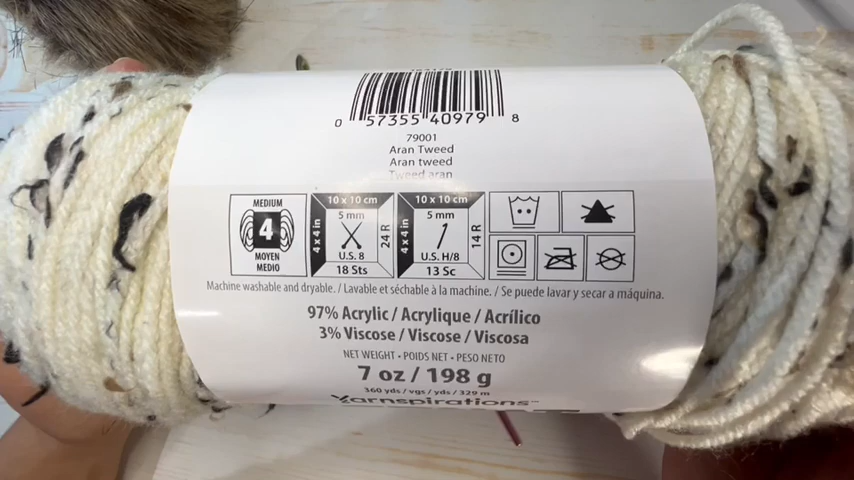 0 57355 40979 8
79001
Aran Tweed
Aran tweed
Tweed aran
MEDIUM
4
MOYEN
MEDIO
10 x 10 cm
4 x 4 in
5 mm
24 R
U.S. 8
18 Sts
10 x 10 cm
4 x 4 in
5 mm
14 R
U.S. H/8
13 Sc
Machine washable and dryable. / Lavable et séchable à la machine. / Se puede lavar y secar a máquina.
97% Acrylic / Acrylique / Acrílico
3% Viscose / Viscose / Viscosa
NET WEIGHT • POIDS NET • PESO NETO
7 oz / 198 g
360 yds / vgs / yds / 329 m
Yarnspirations™